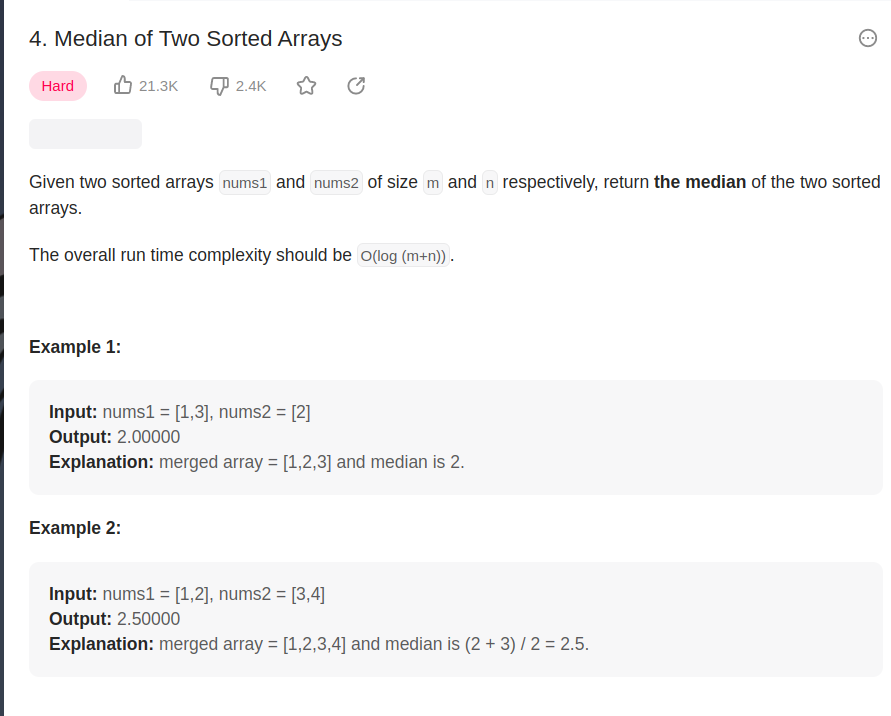 4. Median of Two Sorted Arrays
Hard 21.3K 2.4K
Given two sorted arrays nums1 and nums2 of size m and n respectively, return the median of the two sorted
arrays.
The overall run time complexity should be O(log (m+n)).
Example 1:
Input: nums1 = [1,3], nums2 = [2]
Output: 2.00000
Explanation: merged array = [1,2,3] and median is 2.
Example 2:
Input: nums1 = [1,2], nums2 = [3,4]
Output: 2.50000
Explanation: merged array = [1,2,3,4] and median is (2 + 3) / 2 = 2.5.